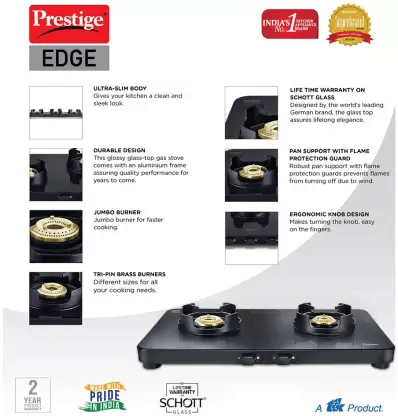 Prestige
EDGE
INDIA'S No.1 KITCHEN APPLIANCE BRAND
Superbrand
ULTRA-SLIM BODY
Gives your kitchen a clean and
sleek look.
DURABLE DESIGN
This glossy glass-top gas stove
comes with an aluminium frame
assuring quality performance for
years to come.
JUMBO BURNER
Jumbo burner for faster
cooking.
TRI-PIN BRASS BURNERS
Different sizes for all
your cooking needs.
LIFE TIME WARRANTY ON
SCHOTT GLASS
Designed by the world's leading
German brand, the glass top
assures lifelong elegance.
PAN SUPPORT WITH FLAME
PROTECTION GUARD
Robust pan support with flame
protection guards prevents flames
from turning off due to wind.
ERGONOMIC KNOB DESIGN
Makes turning the knob, easy
on the fingers.
2
YEAR
PRODUCT
WARRANTY
MADE WITH
PRIDE
IN INDIA
LIFETIME
WARRANTY
SCHOTT
GLASS
A ttk Product.